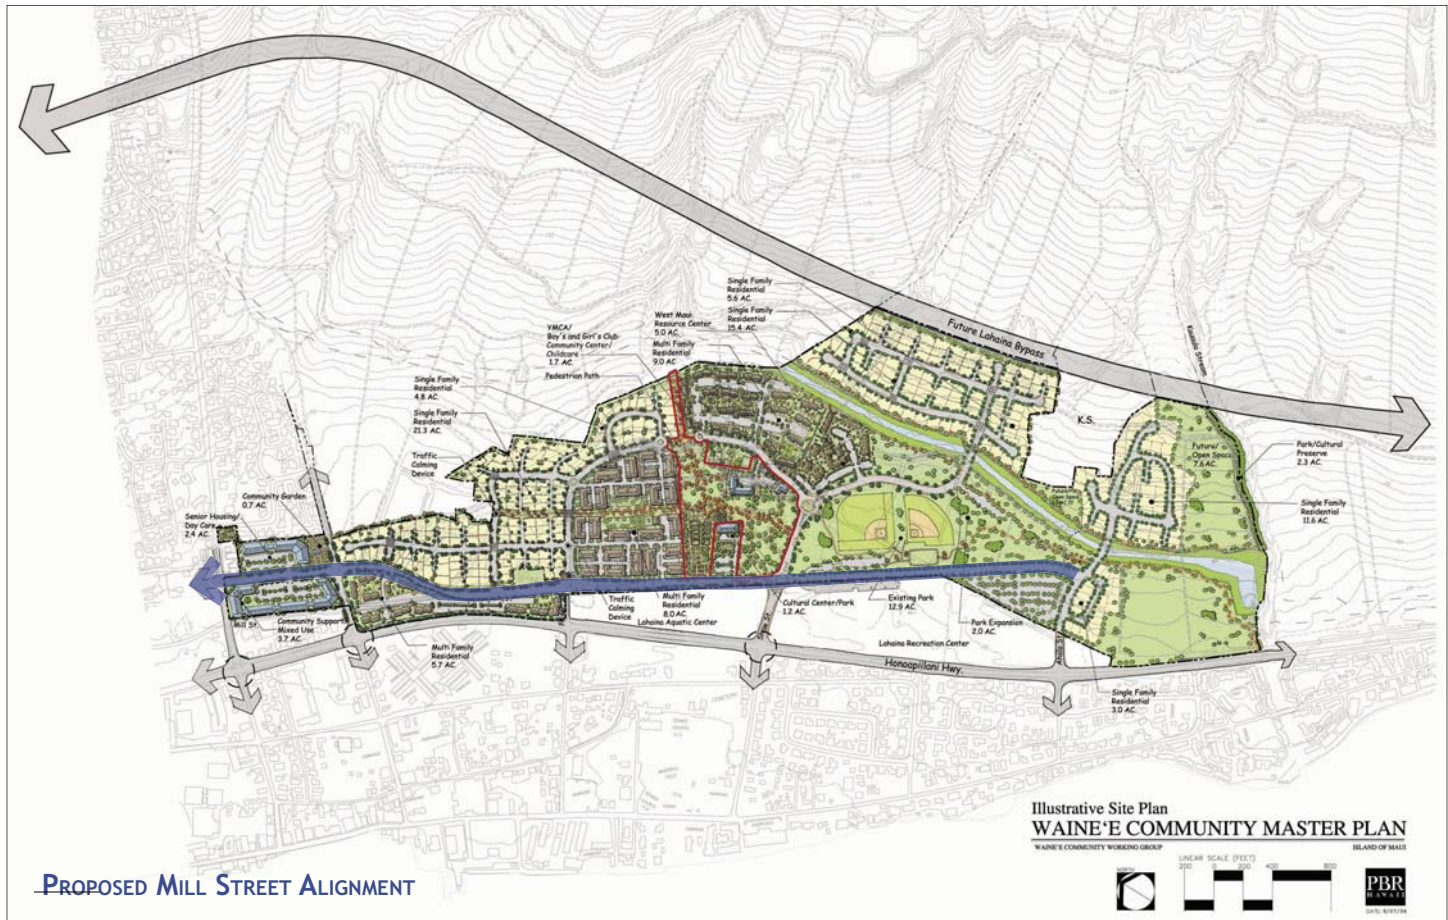 Single Family
Residential
5.6 AC.
Single Family
Residential
15.4 AC.
West Maui
Resource Center
5.0 AC.
Multi Family
Residential
9.0 AC
YMCA/
Boy's and Girl's Club
Community Center/
Childcare
1.7 AC.
Pedestrian Path
Single Family
Residential
4.8 AC.
Single Family
Residential
21.3 AC.
Traffic
Calming
Device
Community Garden
0.7 AC.
Senior Housing/
Day Care
2.4 AC.
Future Lahaina Bypass
K.S.
Future/
Open Space
7.6 AC.
Park/Cultural
Preserve
2.3 AC.
Single Family
Residential
11.6 AC.
Mill St.
Community Support
Mixed Use
3.7 AC.
Multi Family
Residential
5.7 AC.
Traffic
Calming
Device
Multi Family
Residential
8.0 AC.
Lahaina Aquatic Center
Cultural Center/Park
1.2 AC.
Existing Park
12.9 AC.
Park Expansion
2.0 AC.
Lahaina Recreation Center
Honoapiilani Hwy.
Single Family
Residential
3.0 AC.
Illustrative Site Plan
WAINE'E COMMUNITY MASTER PLAN
WAINE'E COMMUNITY WORKING GROUP ISLAND OF MAUI
LINEAR SCALE (FEET)
200 0 200 400 800
NORTH
PBR
HAWAII
PROPOSED MILL STREET ALIGNMENT